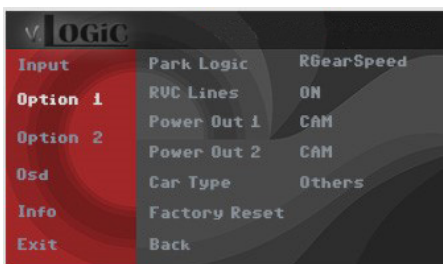 v.LOGiC
Input
Option 1
Option 2
Osd
Info
Exit
Park Logic RGearSpeed
RVC Lines ON
Power Out 1 CAM
Power Out 2 CAM
Car Type Others
Factory Reset
Back